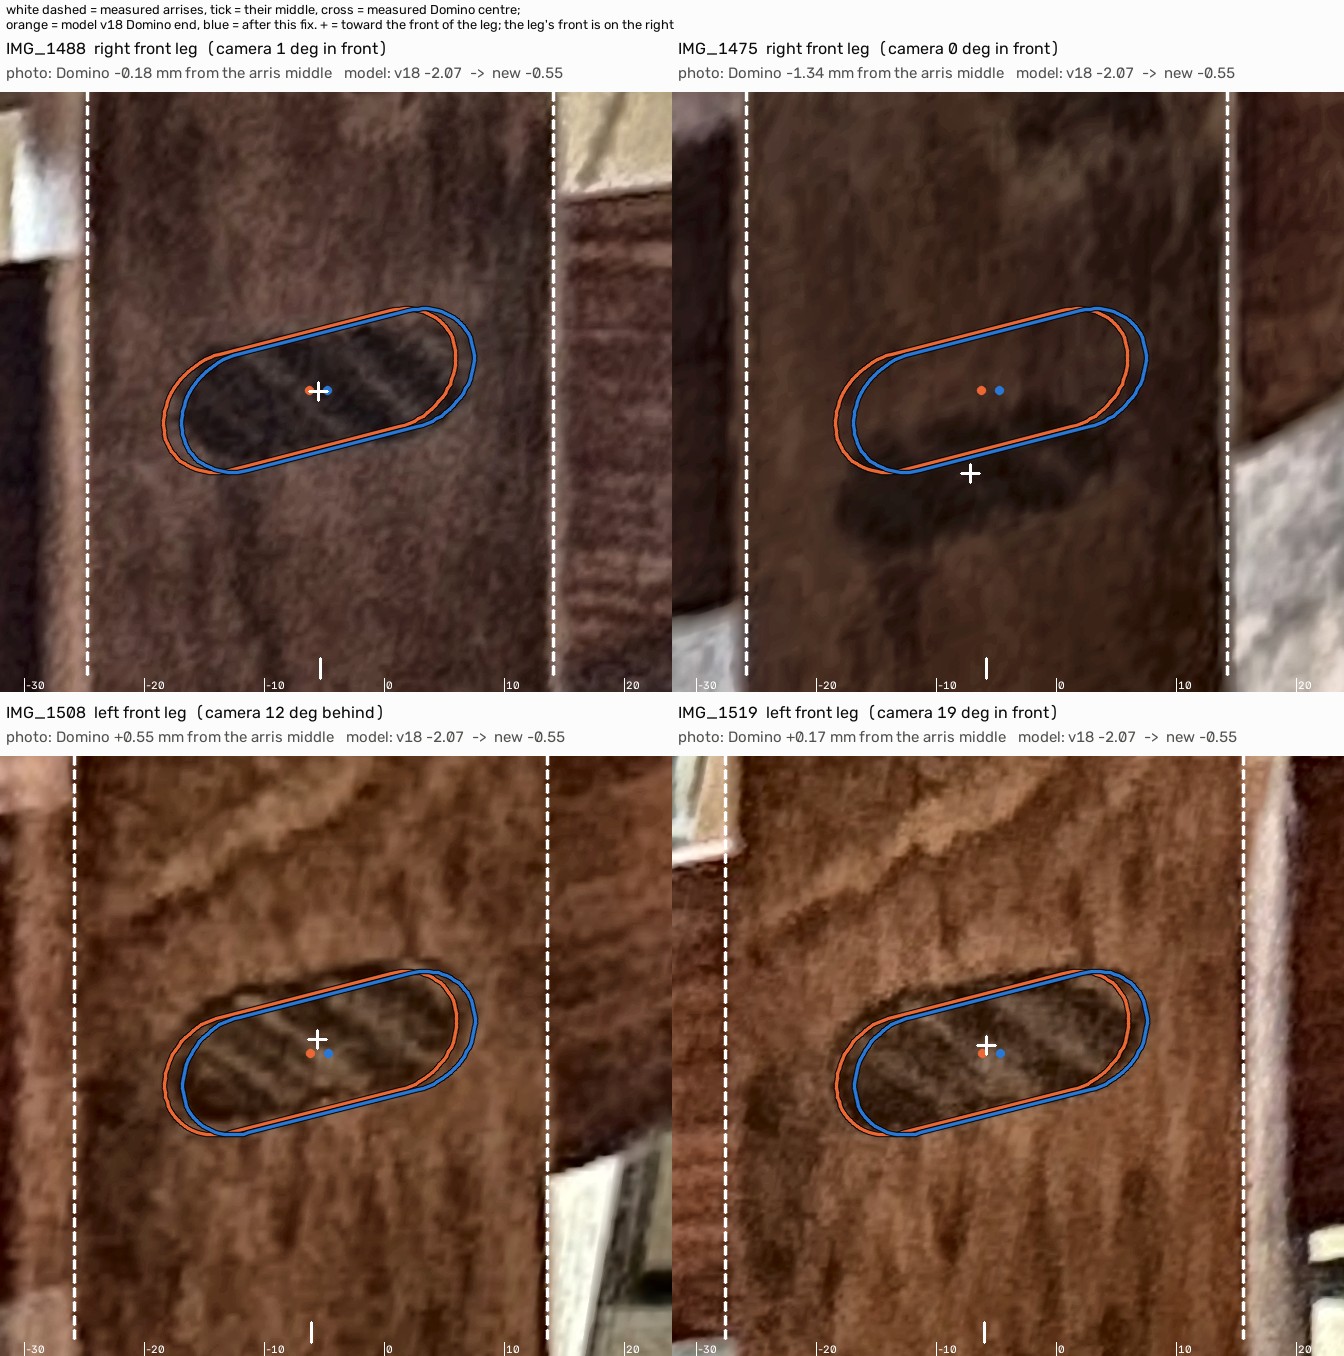 white dashed = measured arrises, tick = their middle, cross = measured Domino centre;
orange = model v18 Domino end, blue = after this fix. + = toward the front of the leg; the leg's front is on the right
IMG_1488 right front leg (camera 1 deg in front)
photo: Domino -0.18 mm from the arris middle model: v18 -2.07 -> new -0.55
-30 -20 -10 0 10 20
IMG_1475 right front leg (camera 0 deg in front)
photo: Domino -1.34 mm from the arris middle model: v18 -2.07 -> new -0.55
-30 -20 -10 0 10 20
IMG_1508 left front leg (camera 12 deg behind)
photo: Domino +0.55 mm from the arris middle model: v18 -2.07 -> new -0.55
-30 -20 -10 0 10 20
IMG_1519 left front leg (camera 19 deg in front)
photo: Domino +0.17 mm from the arris middle model: v18 -2.07 -> new -0.55
-30 -20 -10 0 10 20